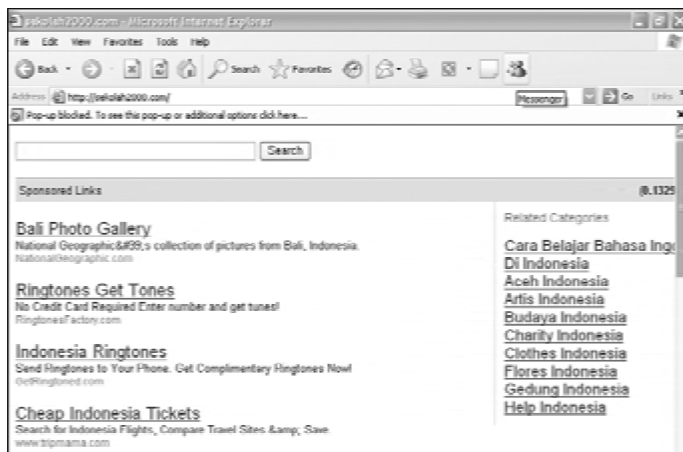 sekolah2000.com - Microsoft Internet Explorer
File Edit View Favorites Tools Help
Back Search Favorites
Address http://sekolah2000.com/ Messenger Go Links
Pop-up blocked. To see this pop-up or additional options click here...
Search
Sponsored Links (0.1329
Bali Photo Gallery
National Geographic&#39;s collection of pictures from Bali, Indonesia.
NationalGeographic.com
Ringtones Get Tones
No Credit Card Required Enter number and get tunes!
RingtonesFactory.com
Indonesia Ringtones
Send Ringtones to Your Phone. Get Complimentary Ringtones Now!
GetRingtoned.com
Cheap Indonesia Tickets
Search for Indonesia Flights, Compare Travel Sites &amp; Save.
www.tripmama.com
Related Categories
Cara Belajar Bahasa Ingg
Di Indonesia
Aceh Indonesia
Artis Indonesia
Budaya Indonesia
Charity Indonesia
Clothes Indonesia
Flores Indonesia
Gedung Indonesia
Help Indonesia